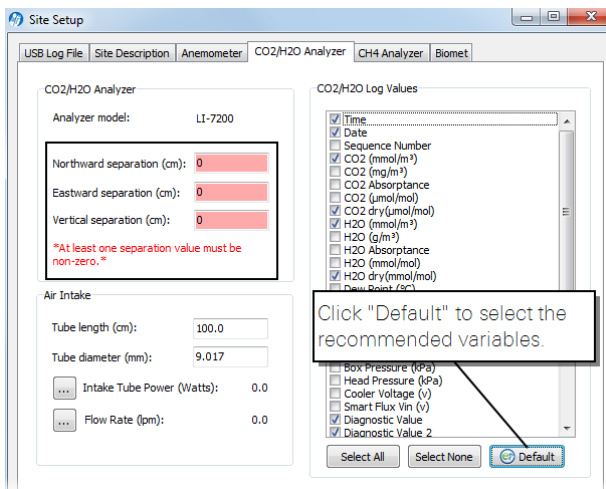 Site Setup
USB Log File Site Description Anemometer CO2/H2O Analyzer CH4 Analyzer Biomet
CO2/H2O Analyzer
Analyzer model: LI-7200
Northward separation (cm): 0
Eastward separation (cm): 0
Vertical separation (cm): 0
*At least one separation value must be
non-zero.*
Air Intake
Tube length (cm): 100.0
Tube diameter (mm): 9.017
... Intake Tube Power (Watts): 0.0
... Flow Rate (lpm): 0.0
CO2/H2O Log Values
Time
Date
Sequence Number
CO2 (mmol/m³)
CO2 (mg/m³)
CO2 Absorptance
CO2 (µmol/mol)
CO2 dry(µmol/mol)
H2O (mmol/m³)
H2O (g/m³)
H2O Absorptance
H2O (mmol/mol)
H2O dry(mmol/mol)
Dew Point (ºC)
Click "Default" to select the
recommended variables.
Box Pressure (kPa)
Head Pressure (kPa)
Cooler Voltage (v)
Smart Flux Vin (v)
Diagnostic Value
Diagnostic Value 2
Select All Select None Default